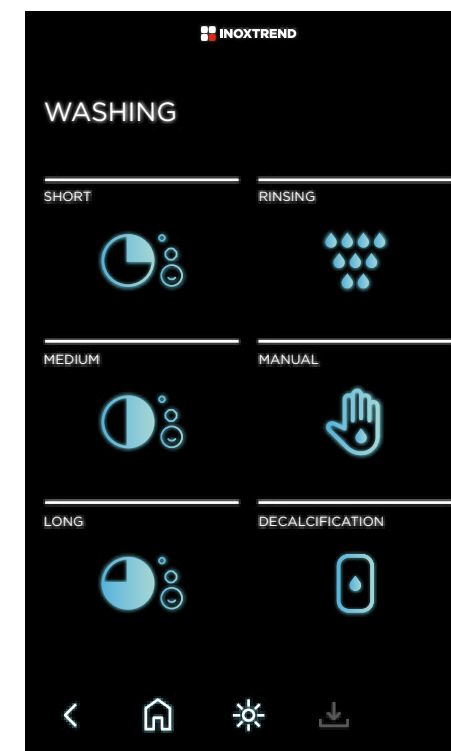 INOXTREND
WASHING
SHORT
RINSING
MEDIUM
MANUAL
LONG
DECALCIFICATION